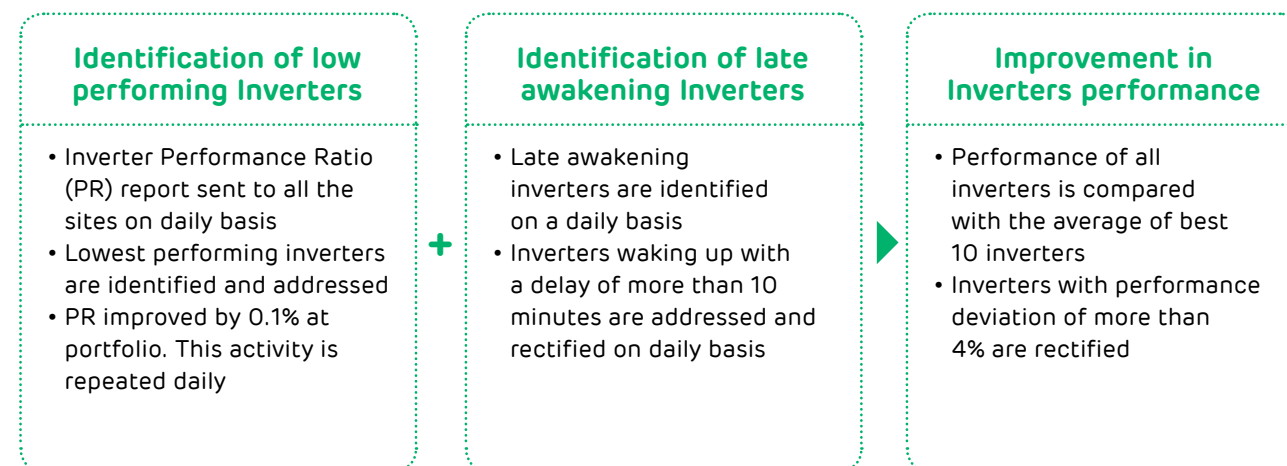 Identification of low
performing Inverters
• Inverter Performance Ratio
(PR) report sent to all the
sites on daily basis
• Lowest performing inverters
are identified and addressed
• PR improved by 0.1% at
portfolio. This activity is
repeated daily
+
Identification of late
awakening Inverters
• Late awakening
inverters are identified
on a daily basis
• Inverters waking up with
a delay of more than 10
minutes are addressed and
rectified on daily basis
Improvement in
Inverters performance
• Performance of all
inverters is compared
with the average of best
10 inverters
• Inverters with performance
deviation of more than
4% are rectified